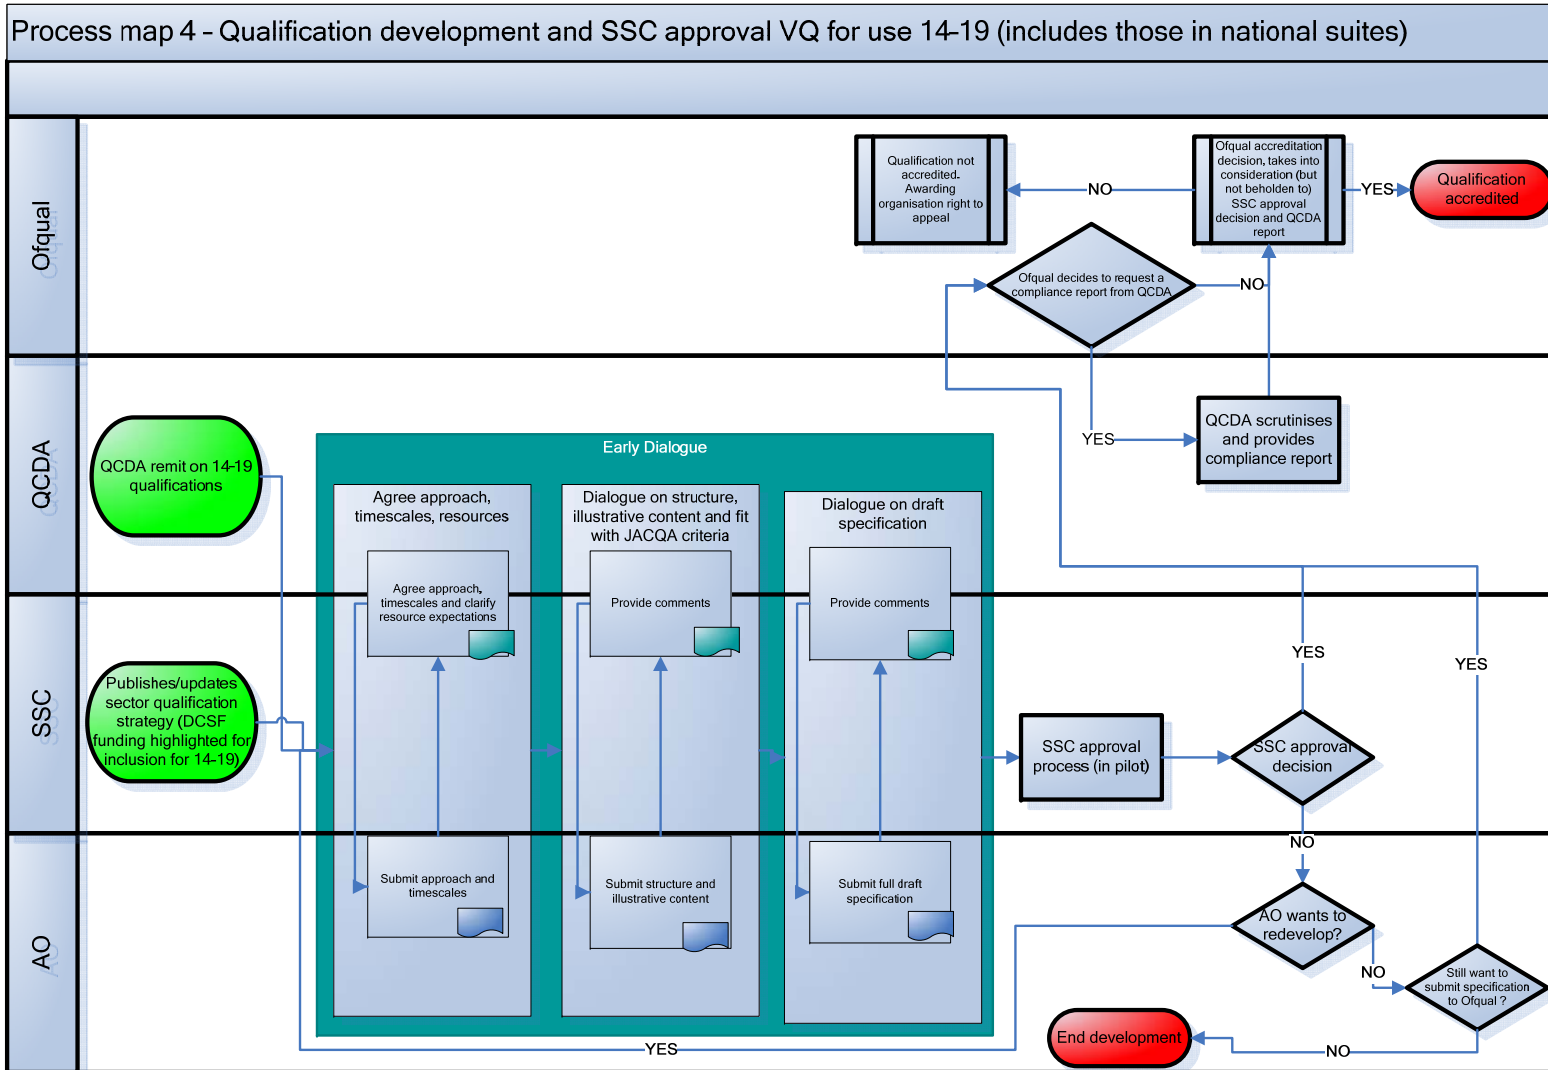 Process map 4 - Qualification development and SSC approval VQ for use 14-19 (includes those in national suites)
Ofqual
Qualification not
accredited.
Awarding
organisation right to
appeal
NO
Ofqual accreditation
decision, takes into
consideration (but
not beholden to)
SSC approval
decision and QCDA
report
YES
Qualification
accredited
Ofqual decides to request a
compliance report from QCDA
NO
QCDA
QCDA remit on 14-19
qualifications
YES
QCDA scrutinises
and provides
compliance report
Early Dialogue
Agree approach,
timescales, resources
Dialogue on structure,
illustrative content and fit
with JACQA criteria
Dialogue on draft
specification
Agree approach,
timescales and clarify
resource expectations
Provide comments
Provide comments
SSC
Publishes/updates
sector qualification
strategy (DCSF
funding highlighted for
inclusion for 14-19)
SSC approval
process (in pilot)
SSC approval
decision
YES
YES
NO
AO
Submit approach and
timescales
Submit structure and
illustrative content
Submit full draft
specification
AO wants to
redevelop?
NO
Still want to
submit specification
to Ofqual ?
End development
NO
YES